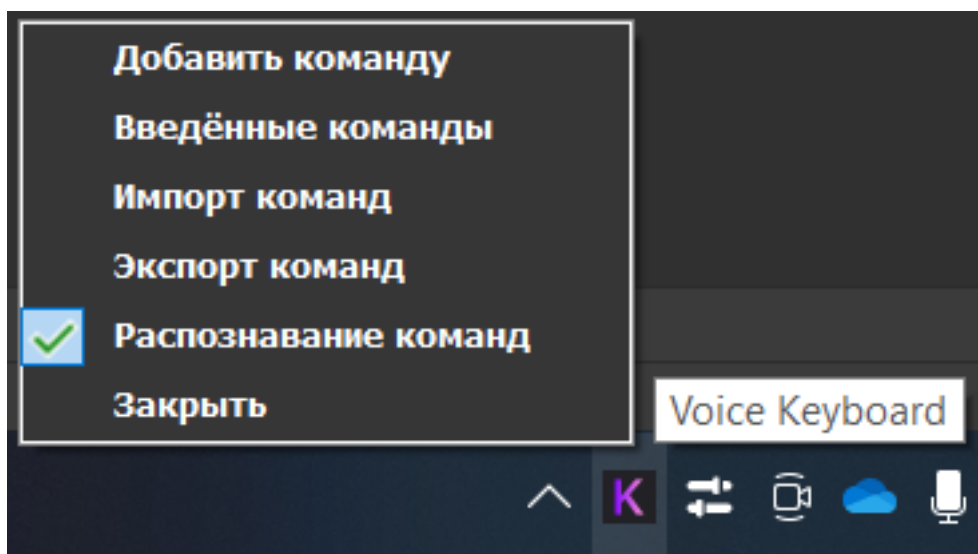 Добавить команду
Введённые команды
Импорт команд
Экспорт команд
Распознавание команд
Закрыть
Voice Keyboard
K